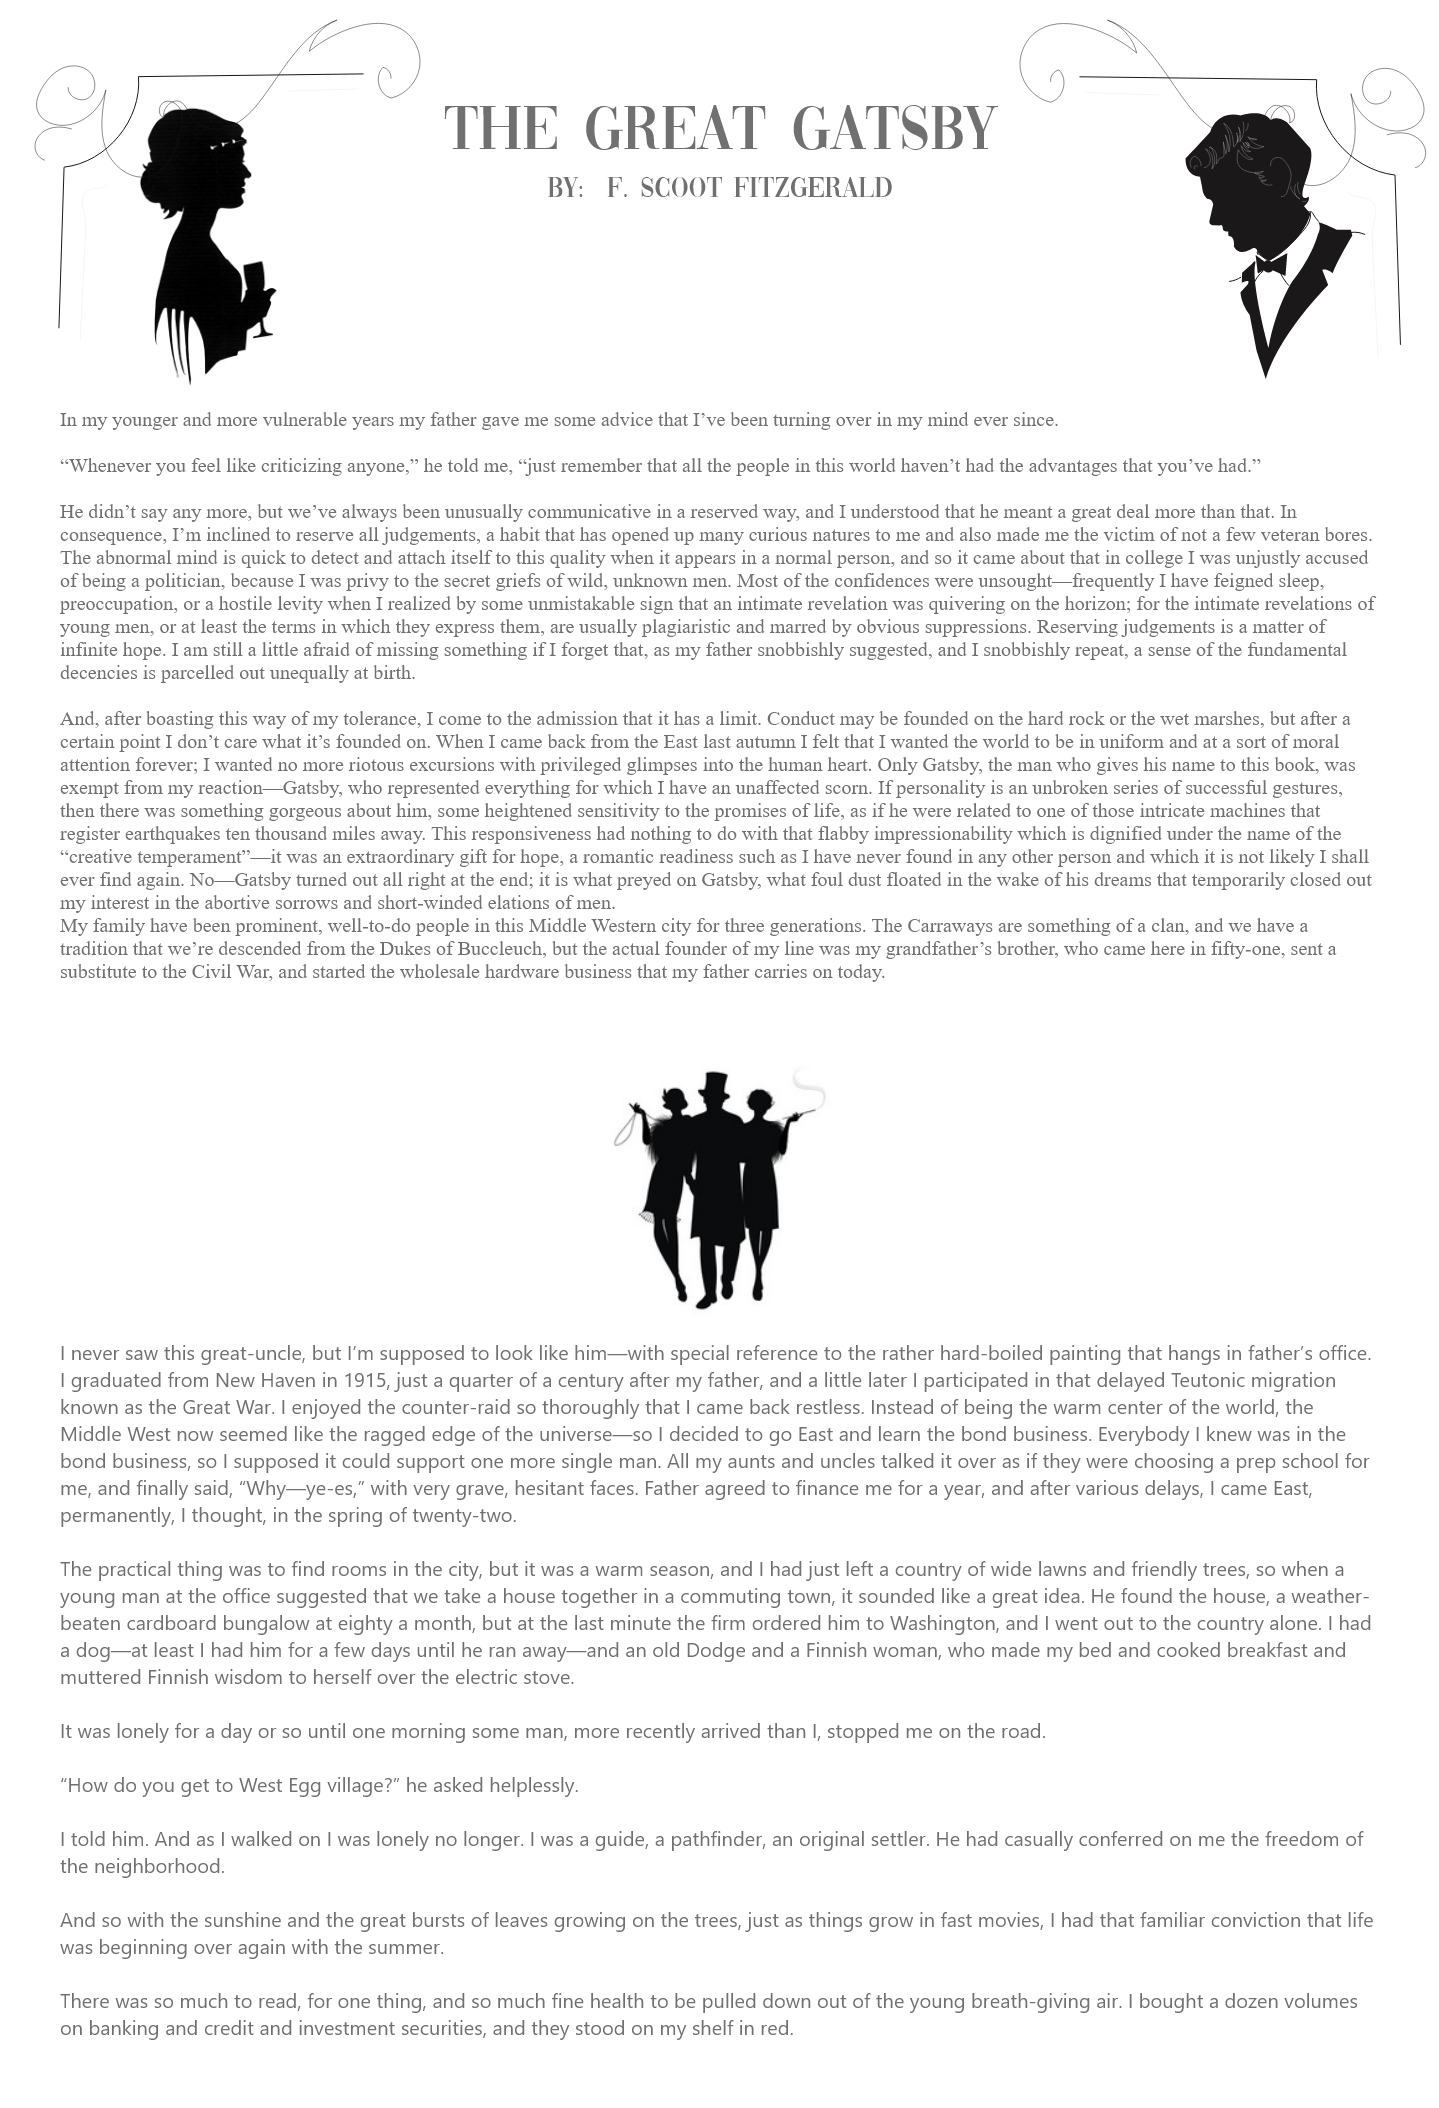 THE GREAT GATSBY
BY: F. SCOOT FITZGERALD
In my younger and more vulnerable years my father gave me some advice that I’ve been turning over in my mind ever since.
“Whenever you feel like criticizing anyone,” he told me, “just remember that all the people in this world haven’t had the advantages that you’ve had.”
He didn’t say any more, but we’ve always been unusually communicative in a reserved way, and I understood that he meant a great deal more than that. In
consequence, I’m inclined to reserve all judgements, a habit that has opened up many curious natures to me and also made me the victim of not a few veteran bores.
The abnormal mind is quick to detect and attach itself to this quality when it appears in a normal person, and so it came about that in college I was unjustly accused
of being a politician, because I was privy to the secret griefs of wild, unknown men. Most of the confidences were unsought—frequently I have feigned sleep,
preoccupation, or a hostile levity when I realized by some unmistakable sign that an intimate revelation was quivering on the horizon; for the intimate revelations of
young men, or at least the terms in which they express them, are usually plagiaristic and marred by obvious suppressions. Reserving judgements is a matter of
infinite hope. I am still a little afraid of missing something if I forget that, as my father snobbishly suggested, and I snobbishly repeat, a sense of the fundamental
decencies is parcelled out unequally at birth.
And, after boasting this way of my tolerance, I come to the admission that it has a limit. Conduct may be founded on the hard rock or the wet marshes, but after a
certain point I don’t care what it’s founded on. When I came back from the East last autumn I felt that I wanted the world to be in uniform and at a sort of moral
attention forever; I wanted no more riotous excursions with privileged glimpses into the human heart. Only Gatsby, the man who gives his name to this book, was
exempt from my reaction—Gatsby, who represented everything for which I have an unaffected scorn. If personality is an unbroken series of successful gestures,
then there was something gorgeous about him, some heightened sensitivity to the promises of life, as if he were related to one of those intricate machines that
register earthquakes ten thousand miles away. This responsiveness had nothing to do with that flabby impressionability which is dignified under the name of the
“creative temperament”—it was an extraordinary gift for hope, a romantic readiness such as I have never found in any other person and which it is not likely I shall
ever find again. No—Gatsby turned out all right at the end; it is what preyed on Gatsby, what foul dust floated in the wake of his dreams that temporarily closed out
my interest in the abortive sorrows and short-winded elations of men.
My family have been prominent, well-to-do people in this Middle Western city for three generations. The Carraways are something of a clan, and we have a
tradition that we’re descended from the Dukes of Buccleuch, but the actual founder of my line was my grandfather’s brother, who came here in fifty-one, sent a
substitute to the Civil War, and started the wholesale hardware business that my father carries on today.
I never saw this great-uncle, but I’m supposed to look like him—with special reference to the rather hard-boiled painting that hangs in father’s office.
I graduated from New Haven in 1915, just a quarter of a century after my father, and a little later I participated in that delayed Teutonic migration
known as the Great War. I enjoyed the counter-raid so thoroughly that I came back restless. Instead of being the warm center of the world, the
Middle West now seemed like the ragged edge of the universe—so I decided to go East and learn the bond business. Everybody I knew was in the
bond business, so I supposed it could support one more single man. All my aunts and uncles talked it over as if they were choosing a prep school for
me, and finally said, “Why—ye-es,” with very grave, hesitant faces. Father agreed to finance me for a year, and after various delays, I came East,
permanently, I thought, in the spring of twenty-two.
The practical thing was to find rooms in the city, but it was a warm season, and I had just left a country of wide lawns and friendly trees, so when a
young man at the office suggested that we take a house together in a commuting town, it sounded like a great idea. He found the house, a weather-
beaten cardboard bungalow at eighty a month, but at the last minute the firm ordered him to Washington, and I went out to the country alone. I had
a dog—at least I had him for a few days until he ran away—and an old Dodge and a Finnish woman, who made my bed and cooked breakfast and
muttered Finnish wisdom to herself over the electric stove.
It was lonely for a day or so until one morning some man, more recently arrived than I, stopped me on the road.
“How do you get to West Egg village?” he asked helplessly.
I told him. And as I walked on I was lonely no longer. I was a guide, a pathfinder, an original settler. He had casually conferred on me the freedom of
the neighborhood.
And so with the sunshine and the great bursts of leaves growing on the trees, just as things grow in fast movies, I had that familiar conviction that life
was beginning over again with the summer.
There was so much to read, for one thing, and so much fine health to be pulled down out of the young breath-giving air. I bought a dozen volumes
on banking and credit and investment securities, and they stood on my shelf in red.